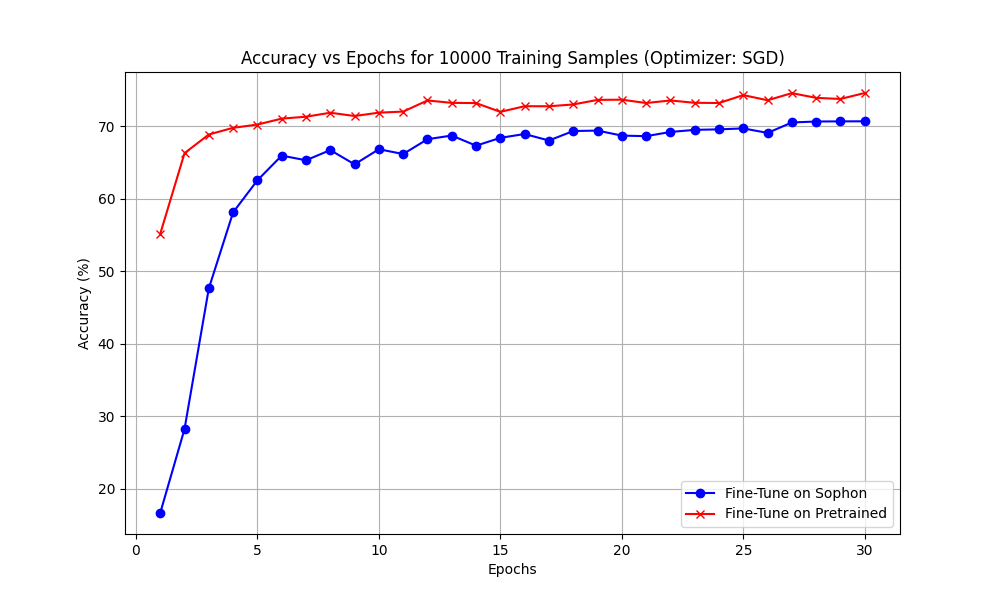 Accuracy vs Epochs for 10000 Training Samples (Optimizer: SGD)
Accuracy (%)
70
60
50
40
30
20
0 5 10 15 20 25 30
Epochs
Fine-Tune on Sophon
Fine-Tune on Pretrained